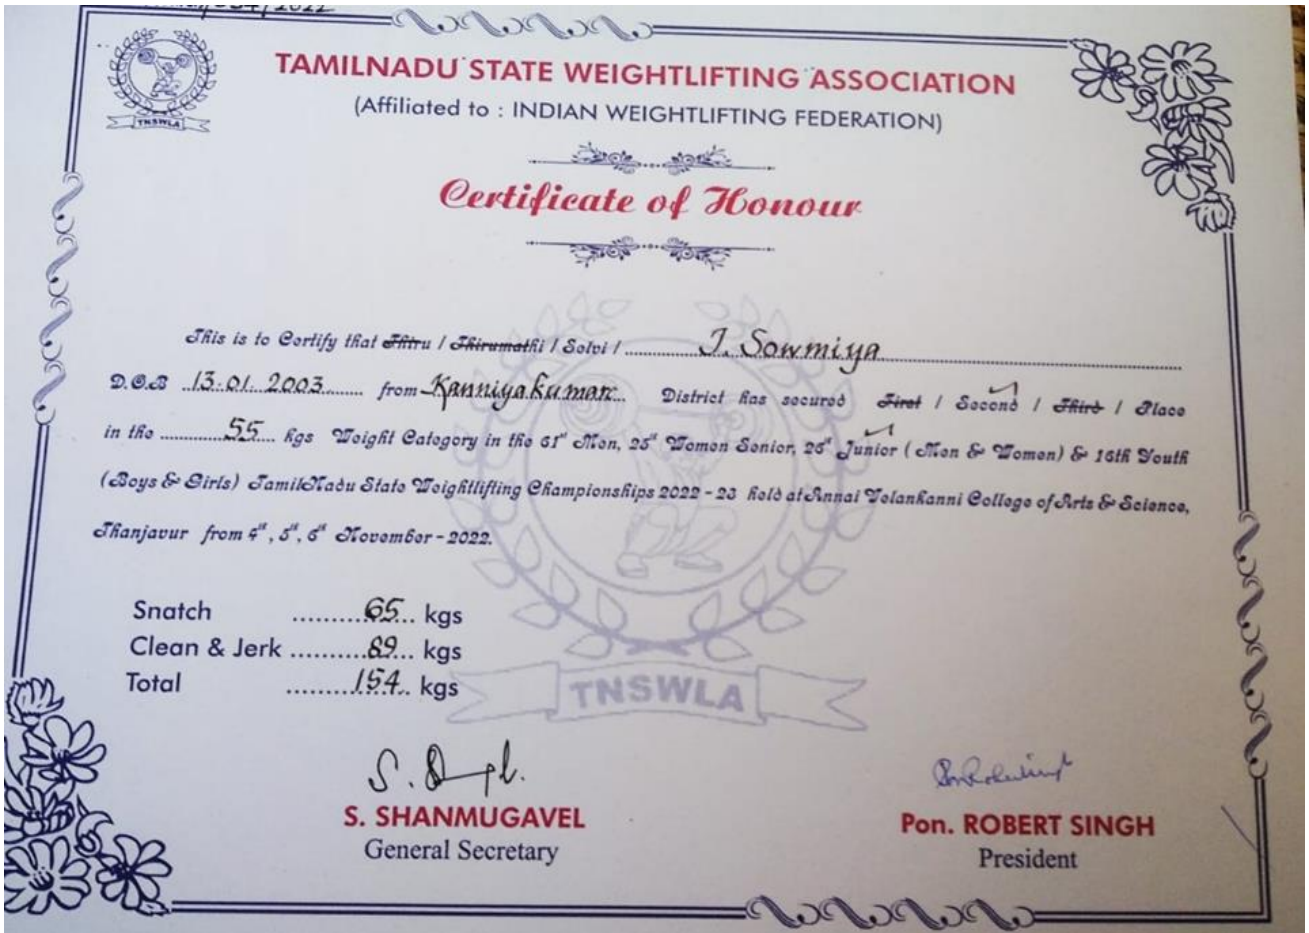 TNSWLA
TAMILNADU STATE WEIGHTLIFTING ASSOCIATION
(Affiliated to : INDIAN WEIGHTLIFTING FEDERATION)
Certificate of Honour
This is to Certify that Thiru / Thirumathi / Selvi / J. Sowmiya
D.O.B 13.01.2003 from Kanniyakumari District has secured First / Second / Third / Place
in the 55 kgs Weight Category in the 61st Men, 25th Women Senior, 26th Junior (Men & Women) & 16th Youth
(Boys & Girls) TamilNadu State Weightlifting Championships 2022 - 23 held at Annai Velankanni College of Arts & Science,
Thanjavur from 4th, 5th, 6th November - 2022.
Snatch ..........65... kgs
Clean & Jerk ..........89... kgs
Total ..........154.. kgs
TNSWLA
S. SHANMUGAVEL
General Secretary
Pon. ROBERT SINGH
President